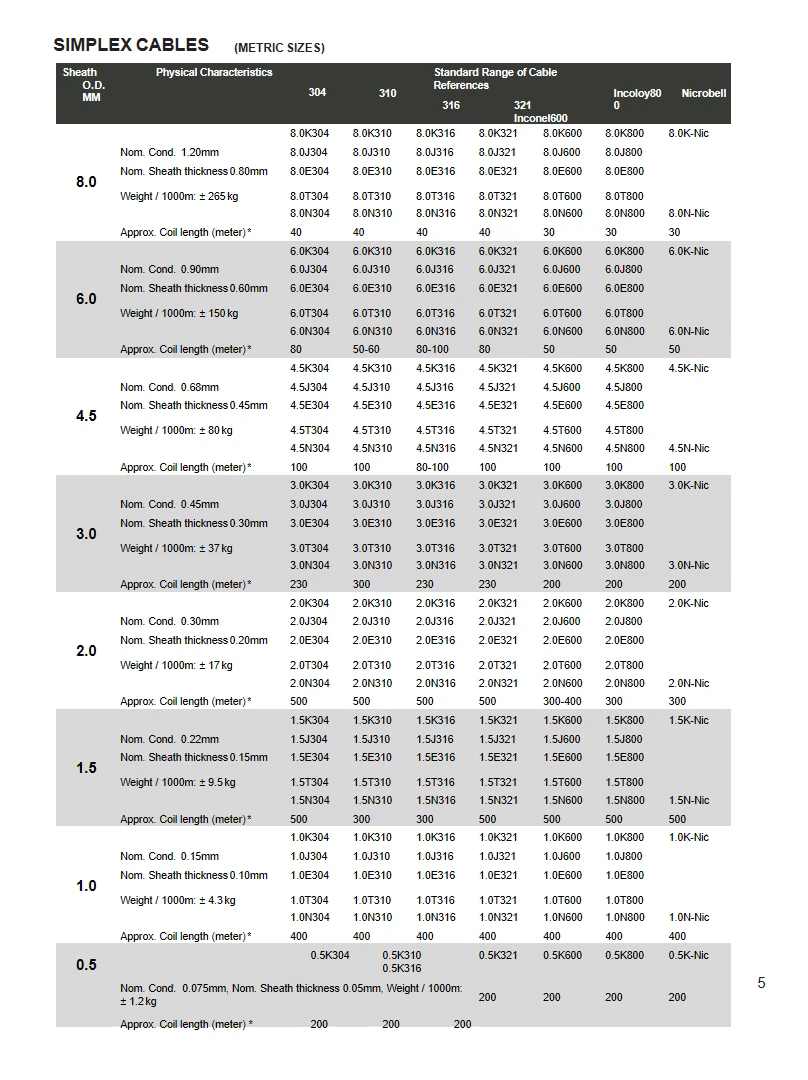 SIMPLEX CABLES (METRIC SIZES)
Sheath O.D. MM Physical Characteristics Standard Range of Cable References
304 310 316 321 Inconel600 Incoloy800 Nicrobell
8.0K304 8.0K310 8.0K316 8.0K321 8.0K600 8.0K800 8.0K-Nic
Nom. Cond. 1.20mm 8.0J304 8.0J310 8.0J316 8.0J321 8.0J600 8.0J800
Nom. Sheath thickness 0.80mm 8.0E304 8.0E310 8.0E316 8.0E321 8.0E600 8.0E800
8.0
Weight / 1000m: ± 265 kg 8.0T304 8.0T310 8.0T316 8.0T321 8.0T600 8.0T800
8.0N304 8.0N310 8.0N316 8.0N321 8.0N600 8.0N800 8.0N-Nic
Approx. Coil length (meter) * 40 40 40 40 30 30 30
6.0K304 6.0K310 6.0K316 6.0K321 6.0K600 6.0K800 6.0K-Nic
Nom. Cond. 0.90mm 6.0J304 6.0J310 6.0J316 6.0J321 6.0J600 6.0J800
Nom. Sheath thickness 0.60mm 6.0E304 6.0E310 6.0E316 6.0E321 6.0E600 6.0E800
6.0
Weight / 1000m: ± 150 kg 6.0T304 6.0T310 6.0T316 6.0T321 6.0T600 6.0T800
6.0N304 6.0N310 6.0N316 6.0N321 6.0N600 6.0N800 6.0N-Nic
Approx. Coil length (meter) * 80 50-60 80-100 80 50 50 50
4.5K304 4.5K310 4.5K316 4.5K321 4.5K600 4.5K800 4.5K-Nic
Nom. Cond. 0.68mm 4.5J304 4.5J310 4.5J316 4.5J321 4.5J600 4.5J800
Nom. Sheath thickness 0.45mm 4.5E304 4.5E310 4.5E316 4.5E321 4.5E600 4.5E800
4.5
Weight / 1000m: ± 80 kg 4.5T304 4.5T310 4.5T316 4.5T321 4.5T600 4.5T800
4.5N304 4.5N310 4.5N316 4.5N321 4.5N600 4.5N800 4.5N-Nic
Approx. Coil length (meter) * 100 100 80-100 100 100 100 100
3.0K304 3.0K310 3.0K316 3.0K321 3.0K600 3.0K800 3.0K-Nic
Nom. Cond. 0.45mm 3.0J304 3.0J310 3.0J316 3.0J321 3.0J600 3.0J800
Nom. Sheath thickness 0.30mm 3.0E304 3.0E310 3.0E316 3.0E321 3.0E600 3.0E800
3.0
Weight / 1000m: ± 37 kg 3.0T304 3.0T310 3.0T316 3.0T321 3.0T600 3.0T800
3.0N304 3.0N310 3.0N316 3.0N321 3.0N600 3.0N800 3.0N-Nic
Approx. Coil length (meter) * 230 300 230 230 200 200 200
2.0K304 2.0K310 2.0K316 2.0K321 2.0K600 2.0K800 2.0K-Nic
Nom. Cond. 0.30mm 2.0J304 2.0J310 2.0J316 2.0J321 2.0J600 2.0J800
Nom. Sheath thickness 0.20mm 2.0E304 2.0E310 2.0E316 2.0E321 2.0E600 2.0E800
2.0
Weight / 1000m: ± 17 kg 2.0T304 2.0T310 2.0T316 2.0T321 2.0T600 2.0T800
2.0N304 2.0N310 2.0N316 2.0N321 2.0N600 2.0N800 2.0N-Nic
Approx. Coil length (meter) * 500 500 500 500 300-400 300 300
1.5K304 1.5K310 1.5K316 1.5K321 1.5K600 1.5K800 1.5K-Nic
Nom. Cond. 0.22mm 1.5J304 1.5J310 1.5J316 1.5J321 1.5J600 1.5J800
Nom. Sheath thickness 0.15mm 1.5E304 1.5E310 1.5E316 1.5E321 1.5E600 1.5E800
1.5
Weight / 1000m: ± 9.5 kg 1.5T304 1.5T310 1.5T316 1.5T321 1.5T600 1.5T800
1.5N304 1.5N310 1.5N316 1.5N321 1.5N600 1.5N800 1.5N-Nic
Approx. Coil length (meter) * 500 300 300 500 500 500 500
1.0K304 1.0K310 1.0K316 1.0K321 1.0K600 1.0K800 1.0K-Nic
Nom. Cond. 0.15mm 1.0J304 1.0J310 1.0J316 1.0J321 1.0J600 1.0J800
Nom. Sheath thickness 0.10mm 1.0E304 1.0E310 1.0E316 1.0E321 1.0E600 1.0E800
1.0
Weight / 1000m: ± 4.3 kg 1.0T304 1.0T310 1.0T316 1.0T321 1.0T600 1.0T800
1.0N304 1.0N310 1.0N316 1.0N321 1.0N600 1.0N800 1.0N-Nic
Approx. Coil length (meter) * 400 400 400 400 400 400 400
0.5K304 0.5K310 0.5K321 0.5K600 0.5K800 0.5K-Nic
0.5 0.5K316
Nom. Cond. 0.075mm, Nom. Sheath thickness 0.05mm, Weight / 1000m:
± 1.2 kg 200 200 200 200
Approx. Coil length (meter) * 200 200 200
5